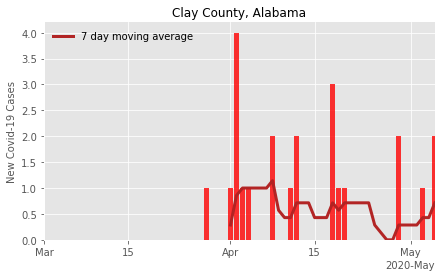 Clay County, Alabama
7 day moving average
New Covid-19 Cases
4.0
3.5
3.0
2.5
2.0
1.5
1.0
0.5
0.0
Mar 15 Apr 15 May
2020-May